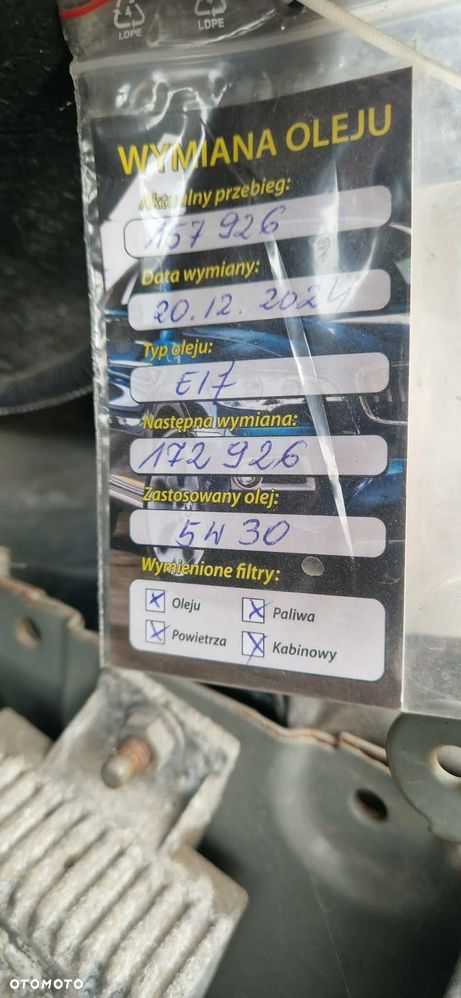 LDPE
LDPE
WYMIANA OLEJU
Aktualny przebieg:
157 926
Data wymiany:
20.12.2024
Typ oleju:
E17
Następna wymiana:
172 926
Zastosowany olej:
5W30
Wymienione filtry:
X Oleju X Paliwa
X Powietrza X Kabinowy
OTOMOTO